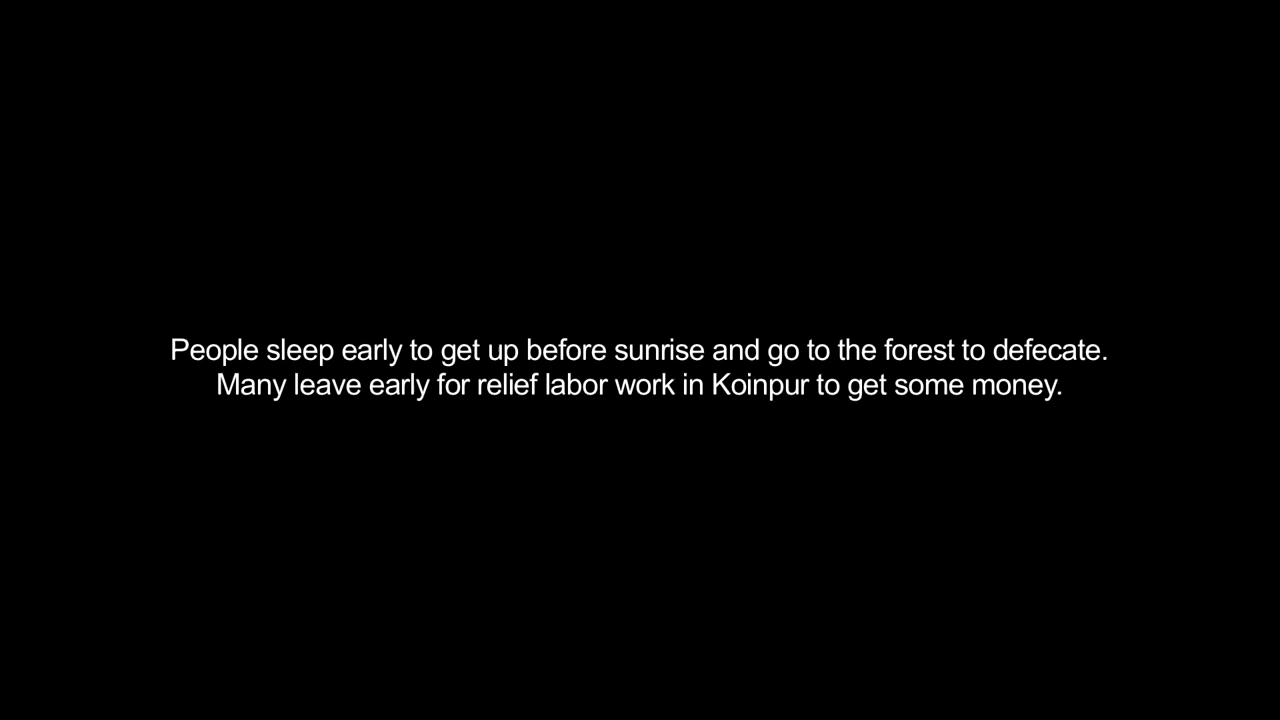 People sleep early to get up before sunrise and go to the forest to defecate.
Many leave early for relief labor work in Koinpur to get some money.